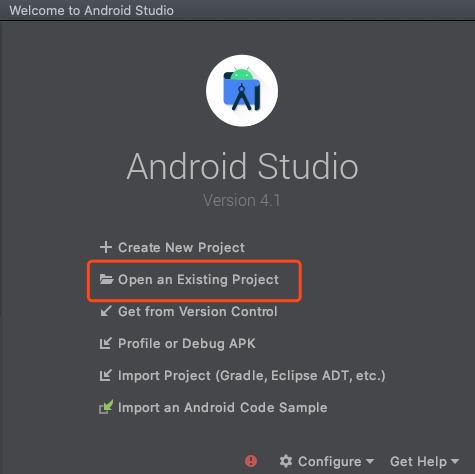 Welcome to Android Studio
Android Studio
Version 4.1
Create New Project
Open an Existing Project
Get from Version Control
Profile or Debug APK
Import Project (Gradle, Eclipse ADT, etc.)
Import an Android Code Sample
Configure Get Help